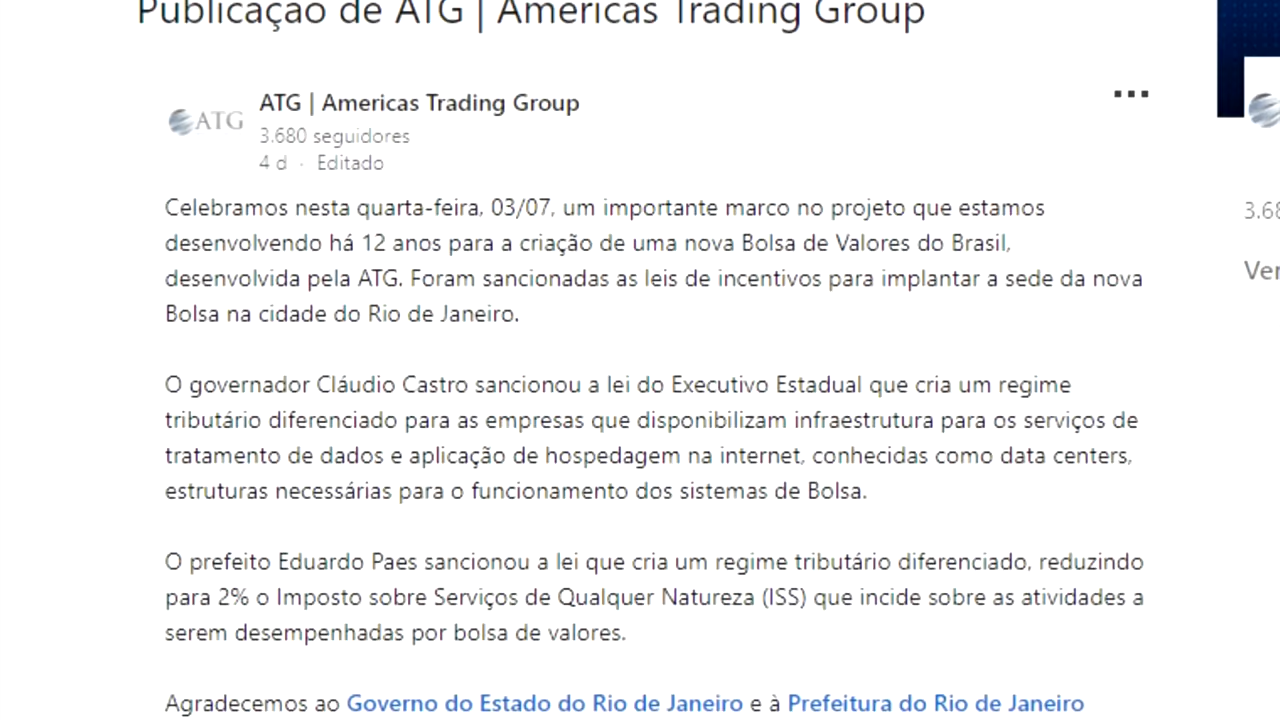 Publicação de ATG | Americas Trading Group
ATG | Americas Trading Group
ATG
3.680 seguidores
4 d · Editado
Celebramos nesta quarta-feira, 03/07, um importante marco no projeto que estamos
desenvolvendo há 12 anos para a criação de uma nova Bolsa de Valores do Brasil,
desenvolvida pela ATG. Foram sancionadas as leis de incentivos para implantar a sede da nova
Bolsa na cidade do Rio de Janeiro.
O governador Cláudio Castro sancionou a lei do Executivo Estadual que cria um regime
tributário diferenciado para as empresas que disponibilizam infraestrutura para os serviços de
tratamento de dados e aplicação de hospedagem na internet, conhecidas como data centers,
estruturas necessárias para o funcionamento dos sistemas de Bolsa.
O prefeito Eduardo Paes sancionou a lei que cria um regime tributário diferenciado, reduzindo
para 2% o Imposto sobre Serviços de Qualquer Natureza (ISS) que incide sobre as atividades a
serem desempenhadas por bolsa de valores.
Agradecemos ao Governo do Estado do Rio de Janeiro e à Prefeitura do Rio de Janeiro
3.68
Ver